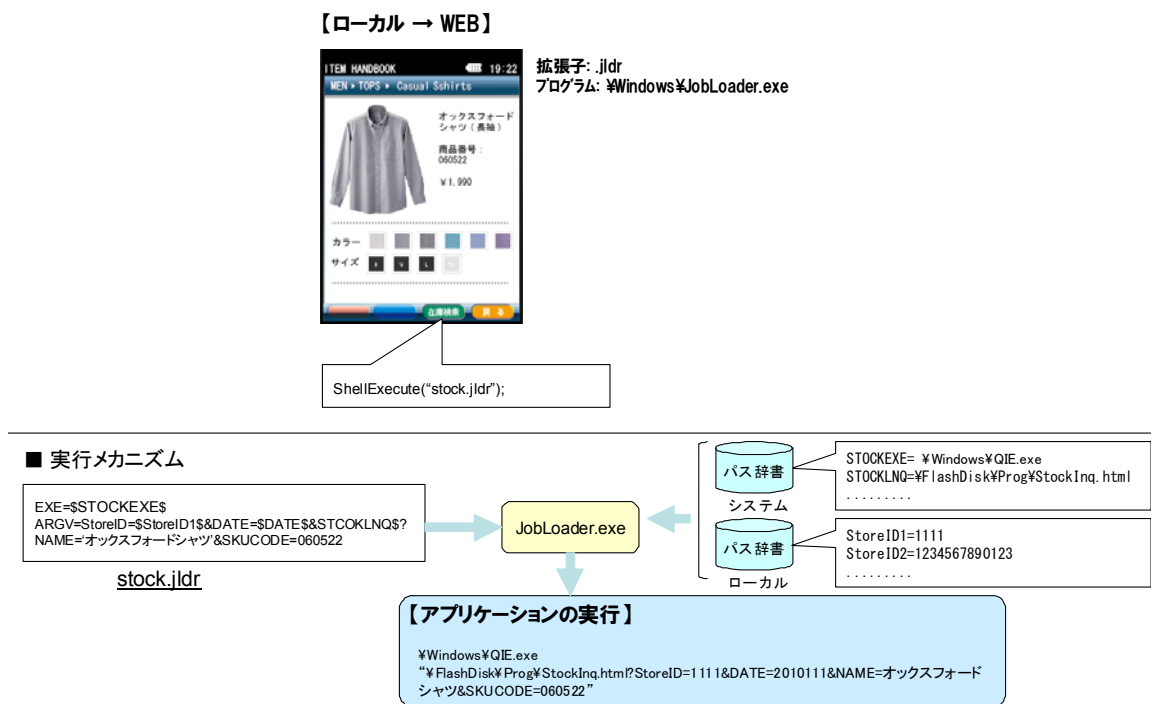 【ローカル → WEB】
ITEM HANDBOOK 19:22
MEN ▸ TOPS ▸ Casual Sshirts
オックスフォード
シャツ(長袖)
商品番号:
060522
¥1,990
カラー
サイズ
L
在庫検索 戻る
拡張子: .jldr
プログラム: ¥Windows¥JobLoader.exe
ShellExecute(“stock.jldr”);
■ 実行メカニズム
EXE=$STOCKEXE$
ARGV=StoreID=$StoreID1$&DATE=$DATE$&STCOKLNQ$?
NAME=‘オックスフォードシャツ’&SKUCODE=060522
stock.jldr
JobLoader.exe
パス辞書
システム
パス辞書
ローカル
STOCKEXE= ¥Windows¥QIE.exe
STOCKLNQ=¥FlashDisk¥Prog¥StockInq.html
.........
StoreID1=1111
StoreID2=1234567890123
.........
【アプリケーションの実行】
¥Windows¥QIE.exe
“¥FlashDisk¥Prog¥StockInq.html?StoreID=1111&DATE=2010111&NAME=オックスフォード
シャツ&SKUCODE=060522”